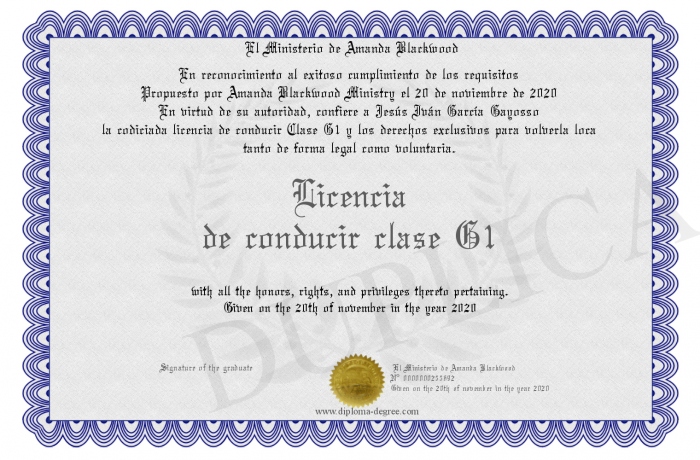 El Ministerio de Amanda Blackwood
En reconocimiento al exitoso cumplimiento de los requisitos
Propuesto por Amanda Blackwood Ministry el 20 de noviembre de 2020
En virtud de su autoridad, confiere a Jesús Iván García Gayosso
la codiciada licencia de conducir Clase G1 y los derechos exclusivos para volverla loca
tanto de forma legal como voluntaria.
Licencia
de conducir clase G1
DUPLICA
with all the honors, rights, and privileges thereto pertaining.
Given on the 20th of november in the year 2020
Signature of the graduate
El Ministerio de Amanda Blackwood
Given on the 20th of november in the year 2020
www.diploma-degree.com